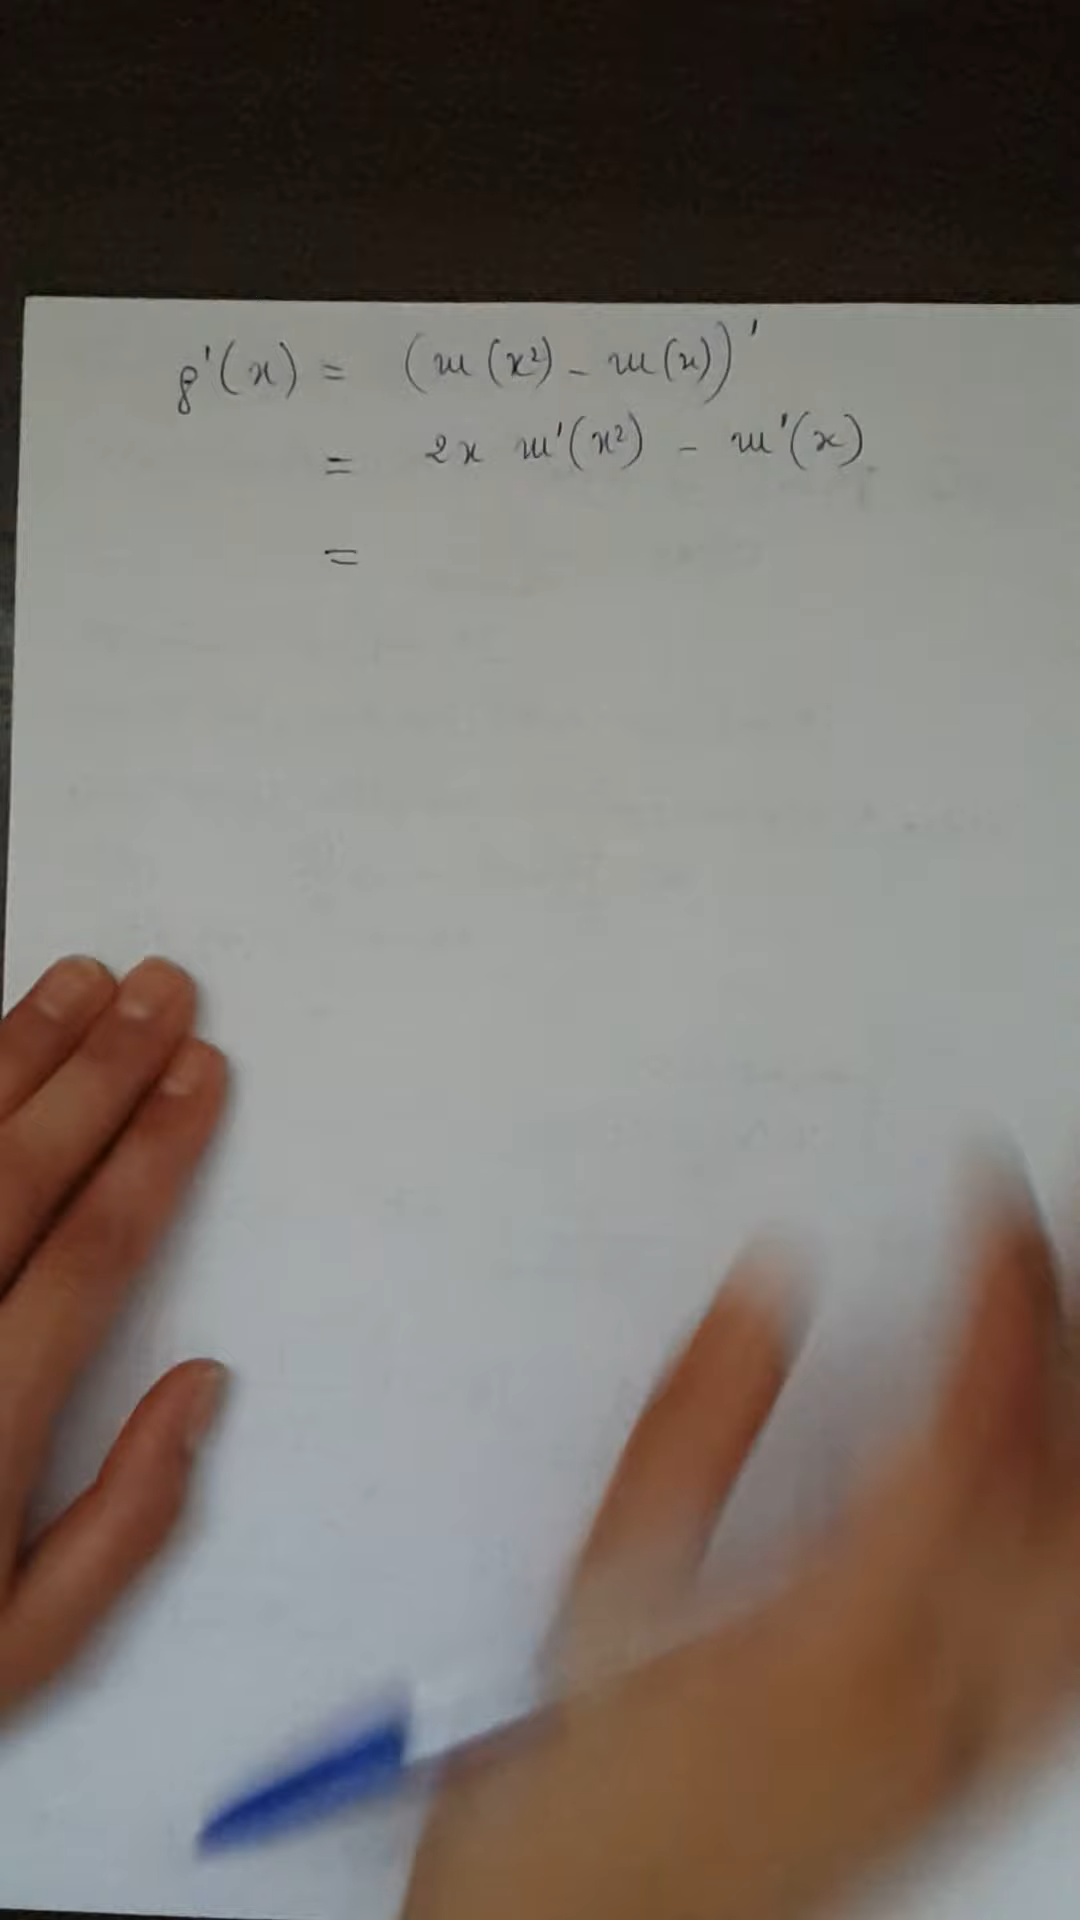 g'(x) = (m(x²) - m(x))'
= 2x m'(x²) - m'(x)
=